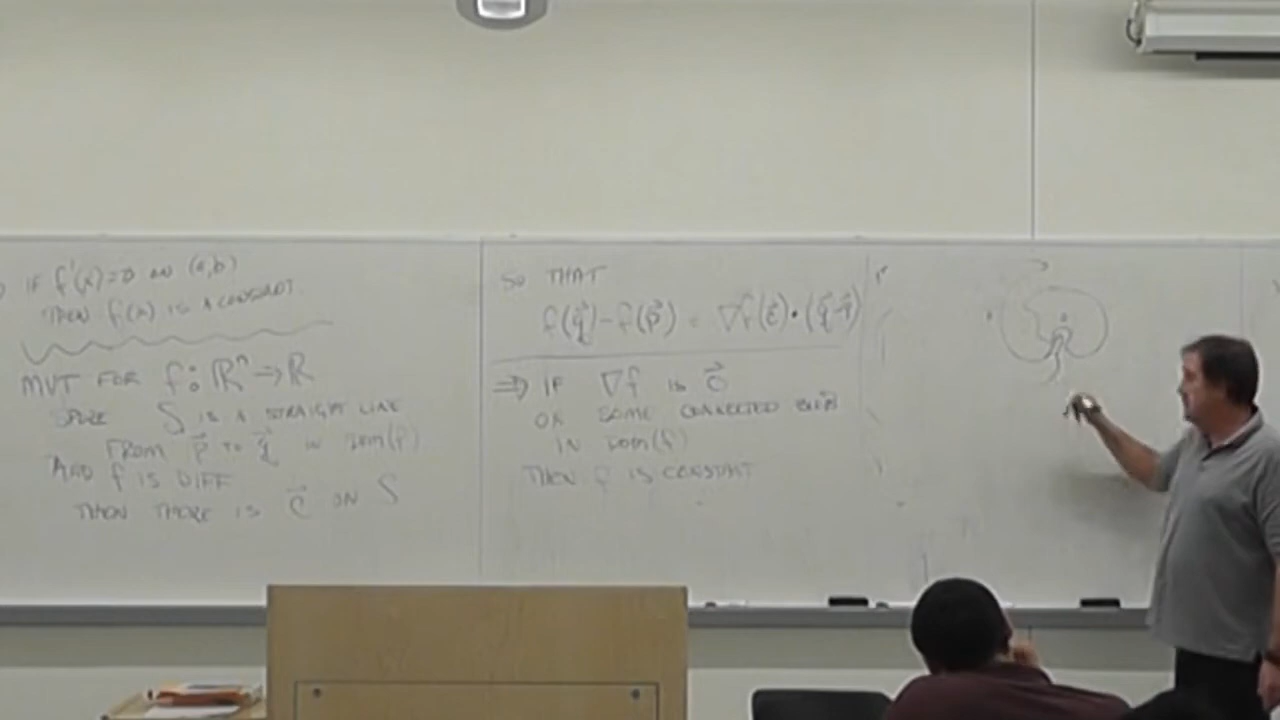 IF f'(x)=0 ON (a,b)
THEN f(x) IS A CONSTANT.
MVT FOR f: ℝⁿ → ℝ
S IS A STRAIGHT LINE
FROM p⃗ TO q⃗ IN DOM(f)
AND f IS DIFF
THEN THERE IS c⃗ ON S
SO THAT
f(q⃗)-f(p⃗) = ∇f(c⃗)•(q⃗-p⃗)
⇒ IF ∇f IS 0⃗
ON SOME CONNECTED
IN DOM(f)
THEN f IS CONSTANT